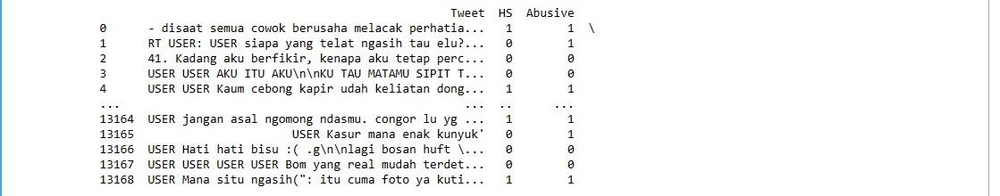 Tweet HS Abusive
0 - disaat semua cowok berusaha melacak perhatia... 1 1 \
1 RT USER: USER siapa yang telat ngasih tau elu?... 0 1
2 41. Kadang aku berfikir, kenapa aku tetap perc... 0 0
3 USER USER AKU ITU AKU\n\nKU TAU MATAMU SIPIT T... 0 0
4 USER USER Kaum cebong kapir udah keliatan dong... 1 1
... ... .. ...
13164 USER jangan asal ngomong ndasmu. congor lu yg ... 1 1
13165 USER Kasur mana enak kunyuk' 0 1
13166 USER Hati hati bisu :( .g\n\nlagi bosan huft \... 0 0
13167 USER USER USER USER Bom yang real mudah terdet... 0 0
13168 USER Mana situ ngasih(": itu cuma foto ya kuti... 1 1